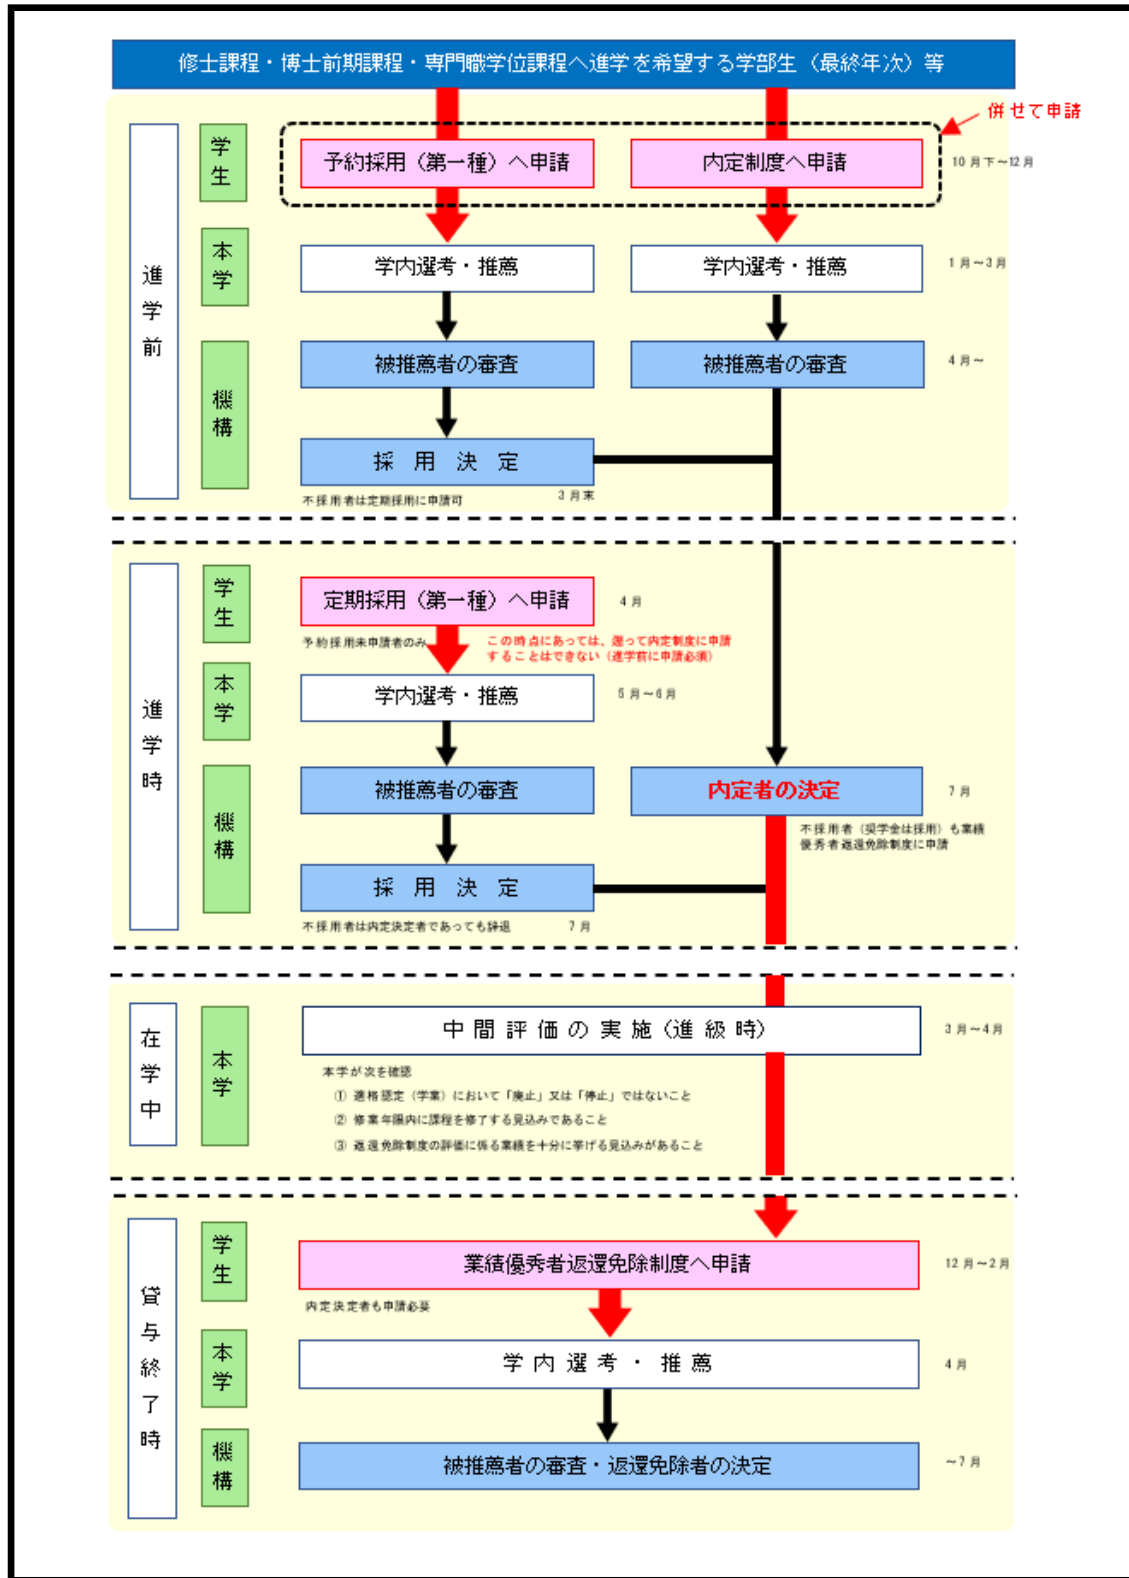 修士課程・博士前期課程・専門職学位課程へ進学を希望する学部生（最終年次）等
併せて申請
進学前
学生
予約採用（第一種）へ申請
内定制度へ申請
10月下～12月
本学
学内選考・推薦
学内選考・推薦
1月～3月
機構
被推薦者の審査
被推薦者の審査
4月～
採用決定
不採用者は定期採用に申請可
3月末
進学時
学生
定期採用（第一種）へ申請
4月
予約採用未申請者のみ
この時点にあっては、遡って内定制度に申請
することはできない（進学前に申請必須）
本学
学内選考・推薦
5月～6月
機構
被推薦者の審査
内定者の決定
7月
不採用者（奨学金は採用）も業績
優秀者返還免除制度に申請
採用決定
不採用者は内定決定者であっても辞退
7月
在学中
本学
中間評価の実施（進級時）
3月～4月
本学が次を確認
① 適格認定（学業）において「廃止」又は「停止」ではないこと
② 修業年限内に課程を修了する見込みであること
③ 返還免除制度の評価に係る業績を十分に挙げる見込みがあること
貸与終了時
学生
業績優秀者返還免除制度へ申請
12月～2月
内定決定者も申請必要
本学
学内選考・推薦
4月
機構
被推薦者の審査・返還免除者の決定
～7月